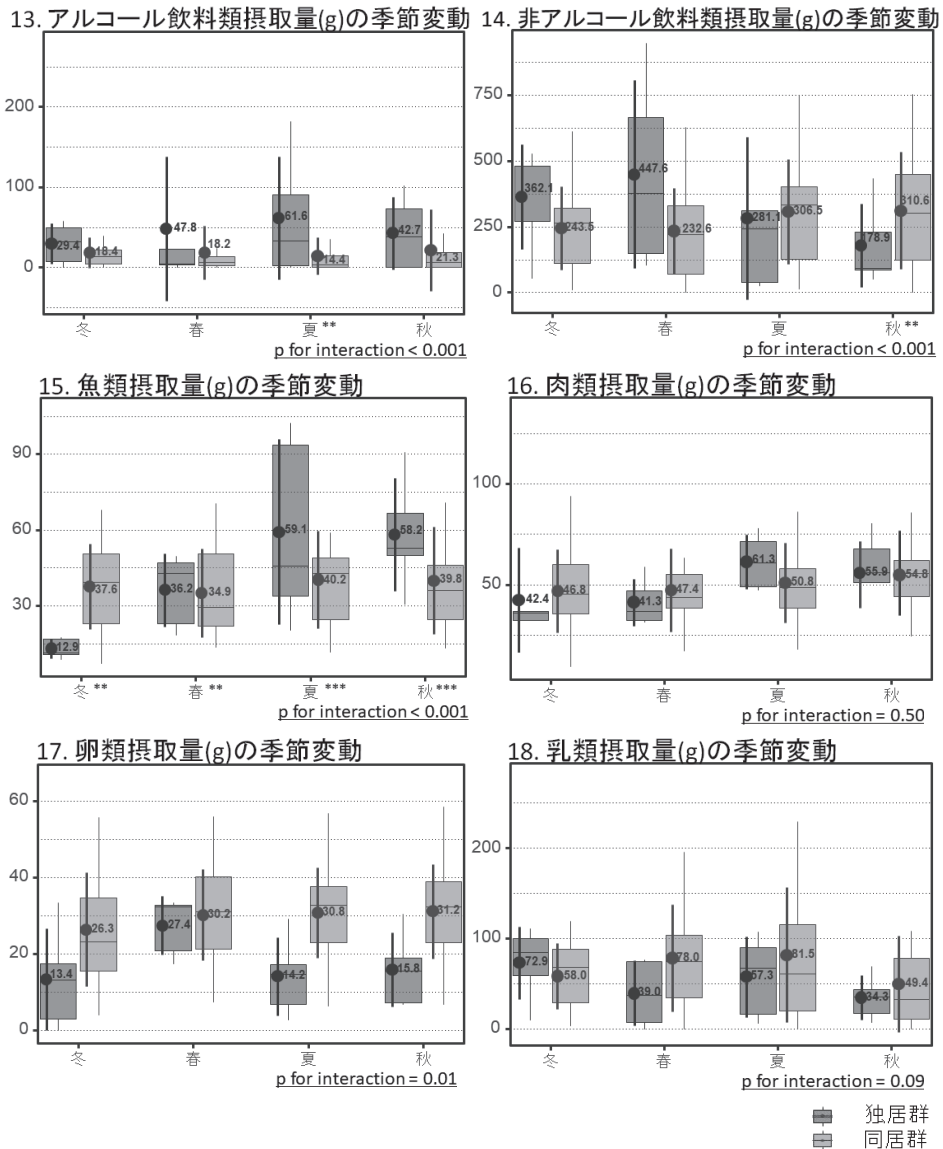 13. アルコール飲料類摂取量(g)の季節変動
200
100
0
29.4
18.4
47.8
18.2
61.6
14.4
42.7
21.3
冬
春
夏**
秋
p for interaction < 0.001
14. 非アルコール飲料類摂取量(g)の季節変動
750
500
250
0
362.1
243.5
447.6
232.6
281.1
306.5
78.9
310.6
冬
春
夏
秋**
p for interaction < 0.001
15. 魚類摂取量(g)の季節変動
90
60
30
12.9
37.6
36.2
34.9
59.1
40.2
58.2
39.8
冬 **
春 **
夏 ***
秋***
p for interaction < 0.001
16. 肉類摂取量(g)の季節変動
100
50
42.4
46.8
41.3
47.4
61.3
50.8
55.9
54.8
冬
春
夏
秋
p for interaction = 0.50
17. 卵類摂取量(g)の季節変動
60
40
20
0
13.4
26.3
27.4
30.2
14.2
30.8
15.8
31.2
冬
春
夏
秋
p for interaction = 0.01
18. 乳類摂取量(g)の季節変動
200
100
0
72.9
58.0
39.0
78.0
57.3
81.5
34.3
49.4
冬
春
夏
秋
p for interaction = 0.09
独居群
同居群